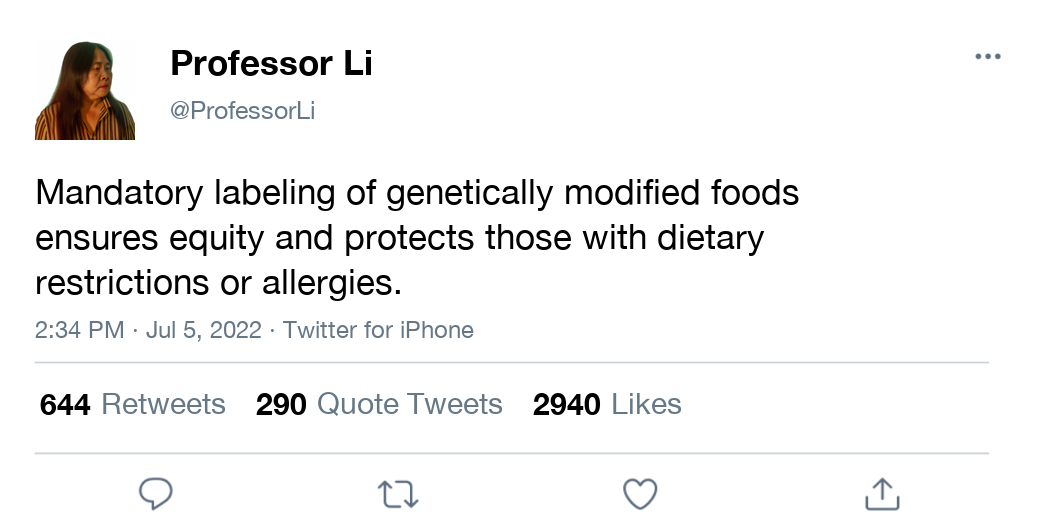 Professor Li
@ProfessorLi
Mandatory labeling of genetically modified foods
ensures equity and protects those with dietary
restrictions or allergies.
2:34 PM · Jul 5, 2022 · Twitter for iPhone
644 Retweets 290 Quote Tweets 2940 Likes